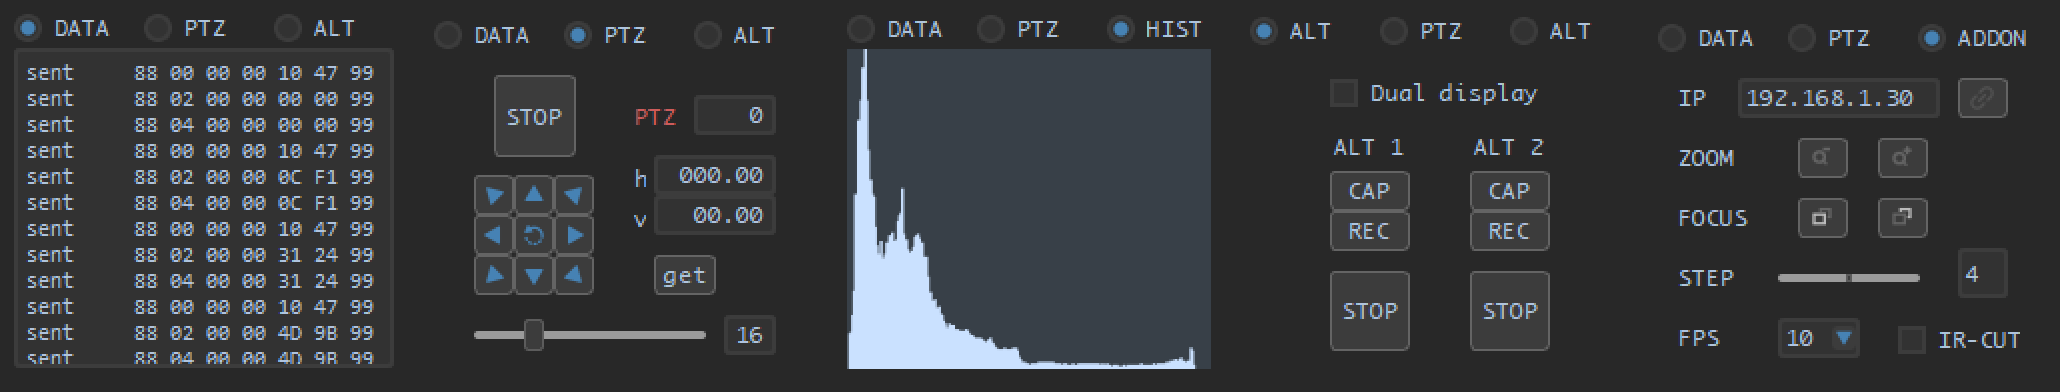 DATA PTZ ALT
sent 88 00 00 00 10 47 99
sent 88 02 00 00 00 00 99
sent 88 04 00 00 00 00 99
sent 88 00 00 00 10 47 99
sent 88 02 00 00 0C F1 99
sent 88 04 00 00 0C F1 99
sent 88 00 00 00 10 47 99
sent 88 02 00 00 31 24 99
sent 88 04 00 00 31 24 99
sent 88 00 00 00 10 47 99
sent 88 02 00 00 4D 9B 99
sent 88 04 00 00 4D 9B 99
DATA PTZ ALT
STOP
PTZ 0
h 000.00
v 00.00
get
16
DATA PTZ HIST
ALT PTZ ALT
Dual display
ALT 1 ALT 2
CAP CAP
REC REC
STOP STOP
DATA PTZ ADDON
IP 192.168.1.30
ZOOM
FOCUS
STEP 4
FPS 10 IR-CUT